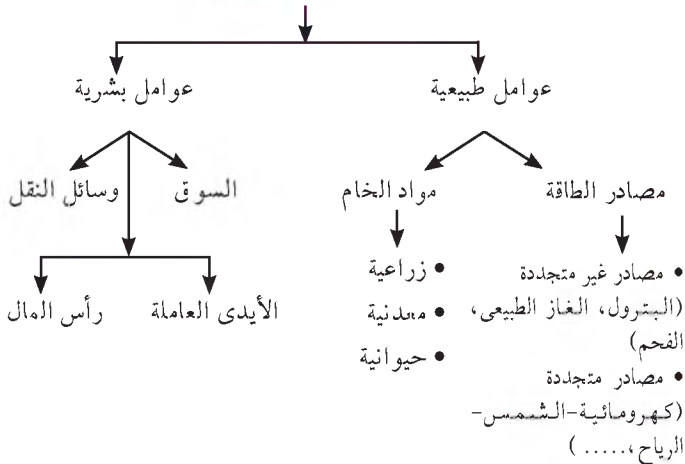 عوامل طبيعية
عوامل بشرية
مصادر الطاقة
مواد الخام
السوق
وسائل النقل
• مصادر غير متجددة
(البترول، الغاز الطبيعى،
الفحم)
• مصادر متجددة
(كهرومائية-الشمس-
الرياح،..... )
• زراعية
• معدنية
• حيوانية
الأيدى العاملة
رأس المال